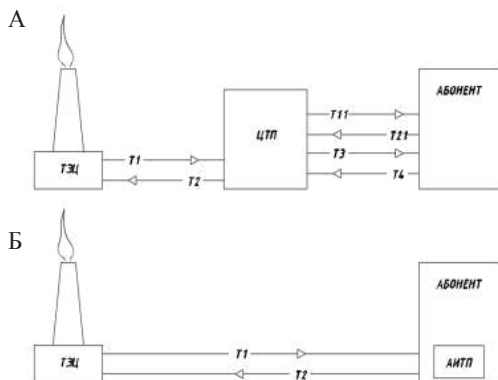 А
АБОНЕНТ
Т11
ЦТП
Т21
Т1
Т3
ТЭЦ
Т2
Т4
Б
АБОНЕНТ
Т1
ТЭЦ
Т2
АИТП